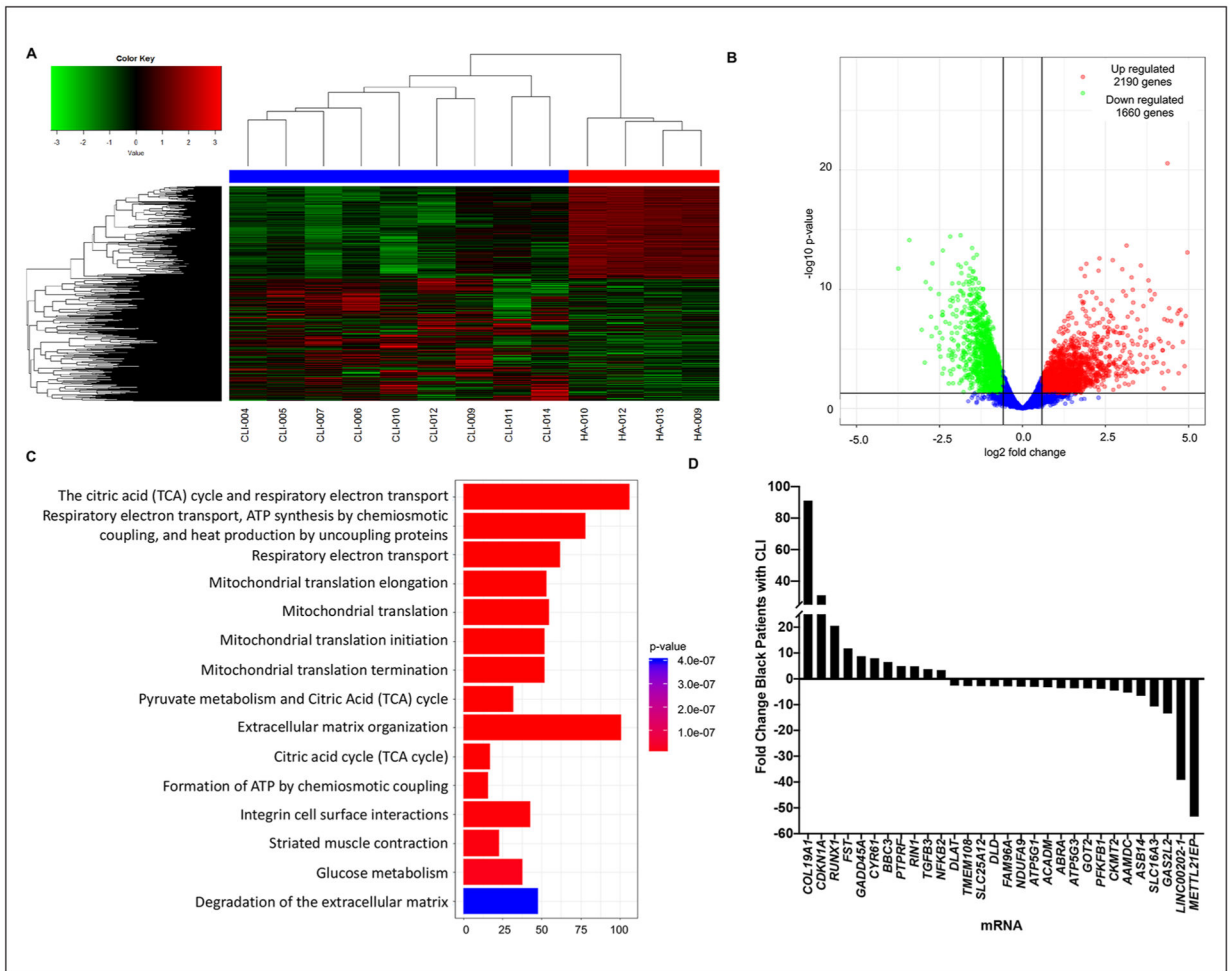 A
Color Key
-3 -2 -1 0 1 2 3
Value
CLI-004 CLI-005 CLI-007 CLI-006 CLI-010 CLI-012 CLI-009 CLI-011 CLI-014 HA-010 HA-012 HA-013 HA-009
B
Up regulated
2190 genes
Down regulated
1660 genes
20
10
0
-log10 p-value
-5.0 -2.5 0.0 2.5 5.0
log2 fold change
C
The citric acid (TCA) cycle and respiratory electron transport
Respiratory electron transport, ATP synthesis by chemiosmotic
coupling, and heat production by uncoupling proteins
Respiratory electron transport
Mitochondrial translation elongation
Mitochondrial translation
Mitochondrial translation initiation
Mitochondrial translation termination
Pyruvate metabolism and Citric Acid (TCA) cycle
Extracellular matrix organization
Citric acid cycle (TCA cycle)
Formation of ATP by chemiosmotic coupling
Integrin cell surface interactions
Striated muscle contraction
Glucose metabolism
Degradation of the extracellular matrix
0 25 50 75 100
p-value
4.0e-07
3.0e-07
2.0e-07
1.0e-07
D
Fold Change Black Patients with CLI
100
80
60
40
20
10
0
-10
-20
-30
-40
-50
-60
COL19A1 CDKN1A RUNX1 FST GADD45A CYR61 BBC3 PTPRF RIN1 TGFB3 NFKB2 DLAT TMEM108 SLC25A12 DLD FAM96A NDUFA9 ATP5G1 ACADM ABRA ATP5G3 GOT2 PFKFB1 CKMT2 AAMDC ASB14 SLC16A3 GAS2L2 LINC00202-1 METTL21EP
mRNA